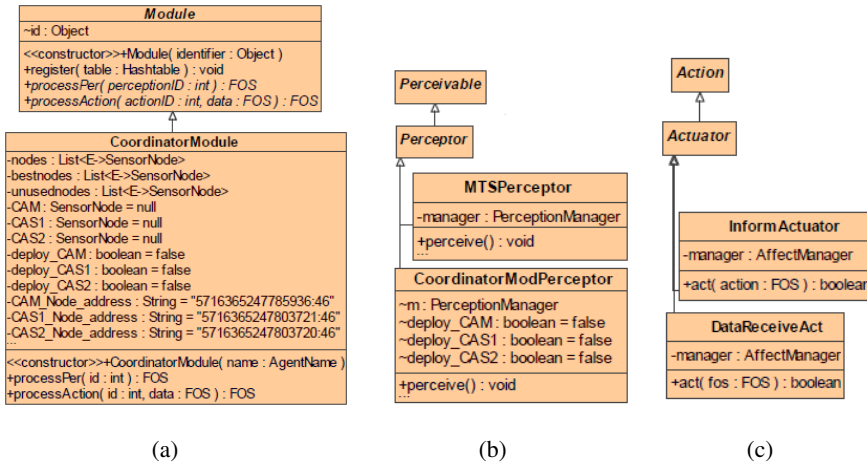 Module
~id : Object
<<constructor>>+Module( identifier : Object )
+register( table : Hashtable ) : void
+processPer( perceptionID : int ) : FOS
+processAction( actionID : int, data : FOS ) : FOS
CoordinatorModule
-nodes : List<E->SensorNode>
-bestnodes : List<E->SensorNode>
-unusednodes : List<E->SensorNode>
-CAM : SensorNode = null
-CAS1 : SensorNode = null
-CAS2 : SensorNode = null
-deploy_CAM : boolean = false
-deploy_CAS1 : boolean = false
-deploy_CAS2 : boolean = false
-CAM_Node_address : String = "5716365247785936:46"
-CAS1_Node_address : String = "5716365247803721:46"
-CAS2_Node_address : String = "5716365247803720:46"
...
<<constructor>>+CoordinatorModule( name : AgentName )
+processPer( id : int ) : FOS
+processAction( id : int, data : FOS ) : FOS
(a)
Perceivable
Perceptor
MTSPerceptor
-manager : PerceptionManager
+perceive() : void
...
CoordinatorModPerceptor
~m : PerceptionManager
~deploy_CAM : boolean = false
~deploy_CAS1 : boolean = false
~deploy_CAS2 : boolean = false
+perceive() : void
...
(b)
Action
Actuator
InformActuator
-manager : AffectManager
+act( action : FOS ) : boolean
DataReceiveAct
-manager : AffectManager
+act( fos : FOS ) : boolean
(c)